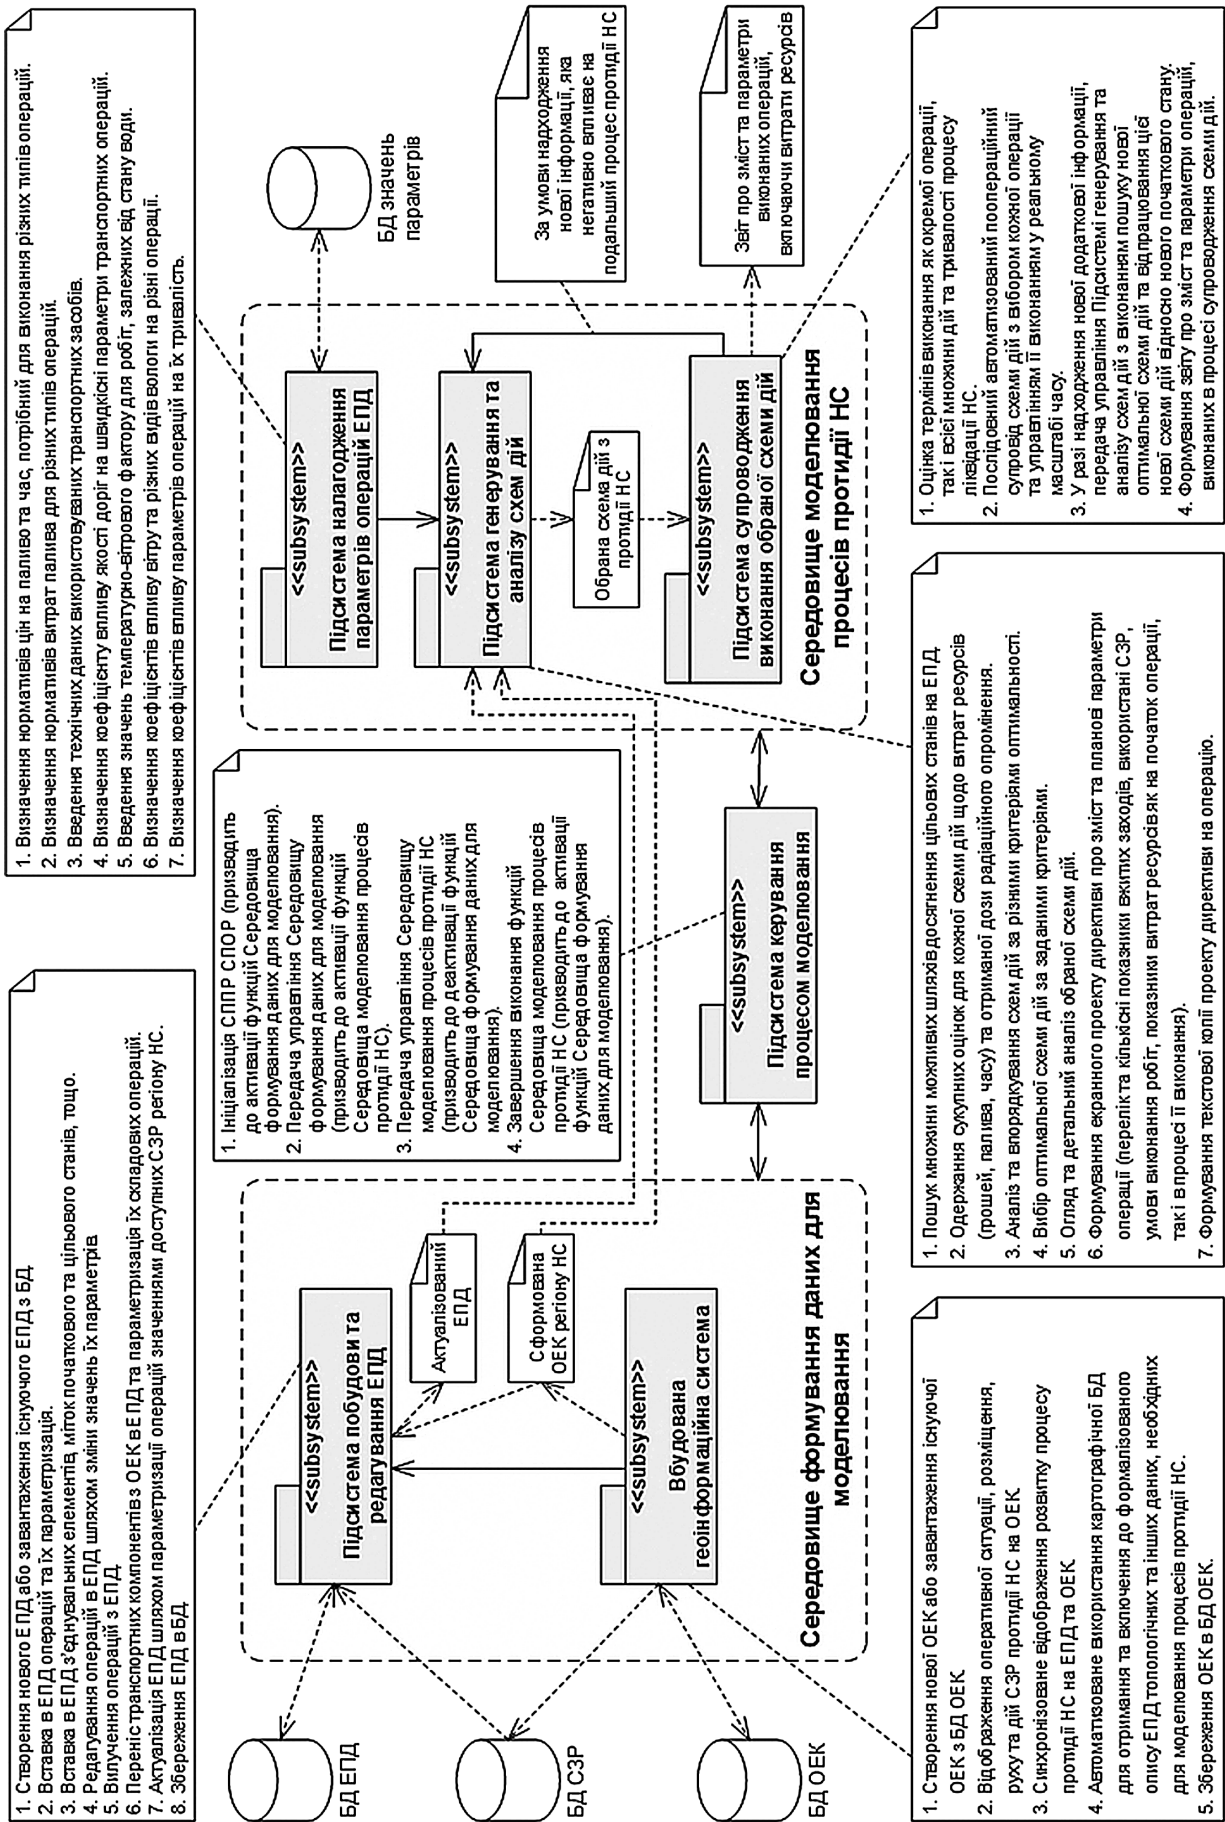 1. Створення нового ЕПД або завантаження існуючого ЕПД з БД.
2. Вставка в ЕПД операцій та їх параметризація.
3. Вставка в ЕПД з'єднувальних елементів, міток початкового та цільового станів, тощо.
4. Редагування операцій в ЕПД шляхом зміни значень їх параметрів.
5. Вилучення операцій з ЕПД.
6. Переніс транспортних компонентів з ОЕК в ЕПД та параметризація їх складових операцій.
7. Актуалізація ЕПД шляхом параметризації операцій значеннями доступних СЗР регіону НС.
8. Збереження ЕПД в БД.
1. Визначення нормативів цін на паливо та час, потрібний для виконання різних типів операцій.
2. Визначення нормативів витрат палива для різних типів операцій.
3. Введення технічних даних використовуваних транспортних засобів.
4. Визначення коефіцієнту впливу якості доріг на швидкісні параметри транспортних операцій.
5. Введення значень температурно-вітрового фактору для робіт, залежних від стану води.
6. Визначення коефіцієнтів впливу вітру та різних видів вологи на різні операції.
7. Визначення коефіцієнтів впливу параметрів операцій на їх тривалість.
1. Ініціалізація СППР СПОР (призводить
до активації функцій Середовища
формування даних для моделювання).
2. Передача управління Середовищу
формування даних для моделювання
(призводить до активації функцій
Середовища моделювання процесів
протидії НС).
3. Передача управління Середовищу
моделювання процесів протидії НС
(призводить до деактивації функцій
Середовища формування даних для
моделювання).
4. Завершення виконання функцій
Середовища моделювання процесів
протидії НС (призводить до активації
функцій Середовища формування
даних для моделювання).
БД ЕПД
БД СЗР
БД ОЕК
<<subsystem>>
Підсистема побудови та
редагування ЕПД
Актуалізований
ЕПД
Сформована
ОЕК регіону НС
<<subsystem>>
Вбудована
геоінформаційна система
Середовище формування даних для
моделювання
<<subsystem>>
Підсистема керування
процесом моделювання
<<subsystem>>
Підсистема налагодження
параметрів операцій ЕПД
<<subsystem>>
Підсистема генерування та
аналізу схем дій
Обрана схема дій з
протидії НС
<<subsystem>>
Підсистема супроводження
виконання обраної схеми дій
Середовище моделювання
процесів протидії НС
БД значень
параметрів
За умови надходження
нової інформації, яка
негативно впливає на
подальший процес протидії НС
Звіт про зміст та параметри
виконаних операцій,
включаючи витрати ресурсів
1. Створення нової ОЕК або завантаження існуючої
ОЕК з БД ОЕК.
2. Відображення оперативної ситуації, розміщення,
руху та дій СЗР протидії НС на ОЕК.
3. Синхронізоване відображення розвитку процесу
протидії НС на ЕПД та ОЕК.
4. Автоматизоване використання картографічної БД
для отримання та включення до формалізованого
опису ЕПД топологічних та інших даних, необхідних
для моделювання процесів протидії НС.
5. Збереження ОЕК в БД ОЕК.
1. Пошук множини можливих шляхів досягнення цільових станів на ЕПД.
2. Одержання сукупних оцінок для кожної схеми дій щодо витрат ресурсів
(грошей, палива, часу) та отриманої дози радіаційного опромінення.
3. Аналіз та впорядкування схем дій за різними критеріями оптимальності.
4. Вибір оптимальної схеми дій за заданими критеріями.
5. Огляд та детальний аналіз обраної схеми дій.
6. Формування екранного проекту директиви про зміст та планові параметри
операції (перелік та кількісні показники вжитих заходів, використані СЗР,
умови виконання робіт, показники витрат ресурсів як на початок операції,
так і в процесі її виконання).
7. Формування текстової копії проекту директиви на операцію.
1. Оцінка термінів виконання як окремої операції,
так і всієї множини дій та тривалості процесу
ліквідації НС.
2. Послідовний автоматизований поопераційний
супровід схеми дій з вибором кожної операції
та управлінням її виконанням у реальному
масштабі часу.
3. У разі надходження нової додаткової інформації,
передача управління Підсистемі генерування та
аналізу схем дій з виконанням пошуку нової
оптимальної схеми дій та відпрацювання цієї
нової схеми дій відносно нового початкового стану.
4. Формування звіту про зміст та параметри операцій,
виконаних в процесі супроводження схеми дій.